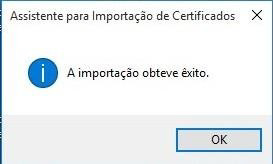 Assistente para Importação de Certificados
A importação obteve êxito.
OK